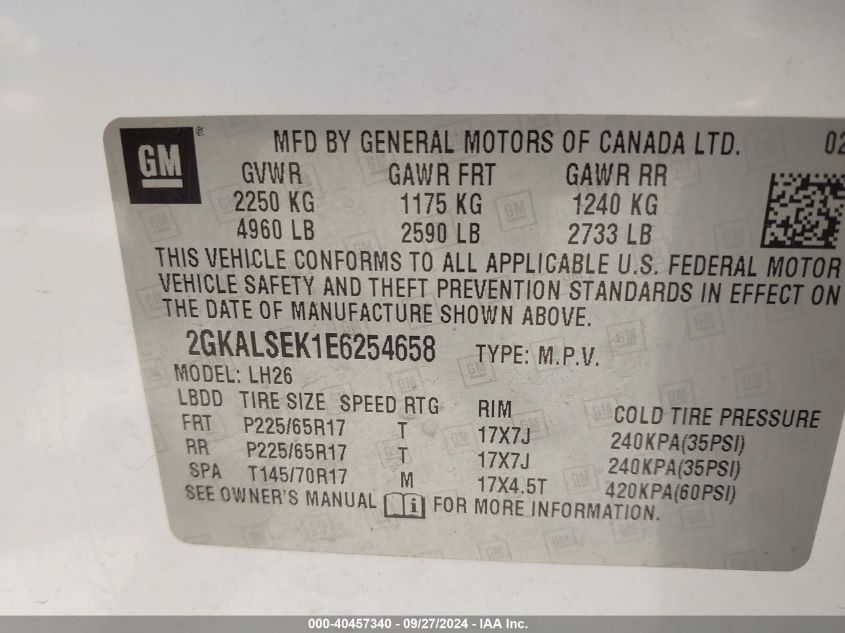 GM ®
MFD BY GENERAL MOTORS OF CANADA LTD. 02
GVWR GAWR FRT GAWR RR
2250 KG 1175 KG 1240 KG
4960 LB 2590 LB 2733 LB
THIS VEHICLE CONFORMS TO ALL APPLICABLE U.S. FEDERAL MOTOR
VEHICLE SAFETY AND THEFT PREVENTION STANDARDS IN EFFECT ON
THE DATE OF MANUFACTURE SHOWN ABOVE.
2GKALSEK1E6254658 TYPE: M.P.V.
MODEL: LH26
LBDD TIRE SIZE SPEED RTG RIM COLD TIRE PRESSURE
FRT P225/65R17 T 17X7J 240KPA(35PSI)
RR P225/65R17 T 17X7J 240KPA(35PSI)
SPA T145/70R17 M 17X4.5T 420KPA(60PSI)
SEE OWNER'S MANUAL i FOR MORE INFORMATION.
000-40457340 - 09/27/2024 - IAA Inc.